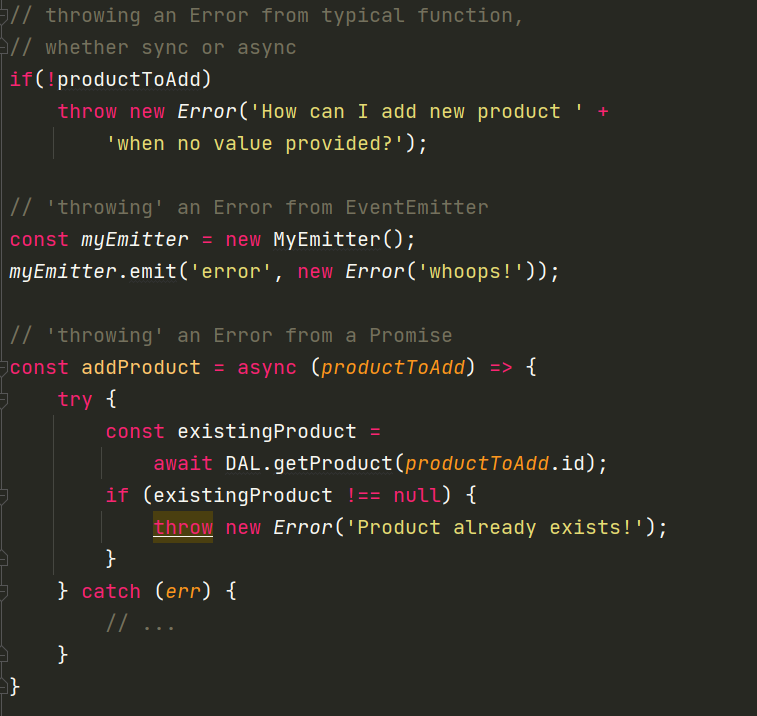 // throwing an Error from typical function,
// whether sync or async
if(!productToAdd)
    throw new Error('How can I add new product ' +
        'when no value provided?');

// 'throwing' an Error from EventEmitter
const myEmitter = new MyEmitter();
myEmitter.emit('error', new Error('whoops!'));

// 'throwing' an Error from a Promise
const addProduct = async (productToAdd) => {
    try {
        const existingProduct =
            await DAL.getProduct(productToAdd.id);
        if (existingProduct !== null) {
            throw new Error('Product already exists!');
        }
    } catch (err) {
        // ...
    }
}